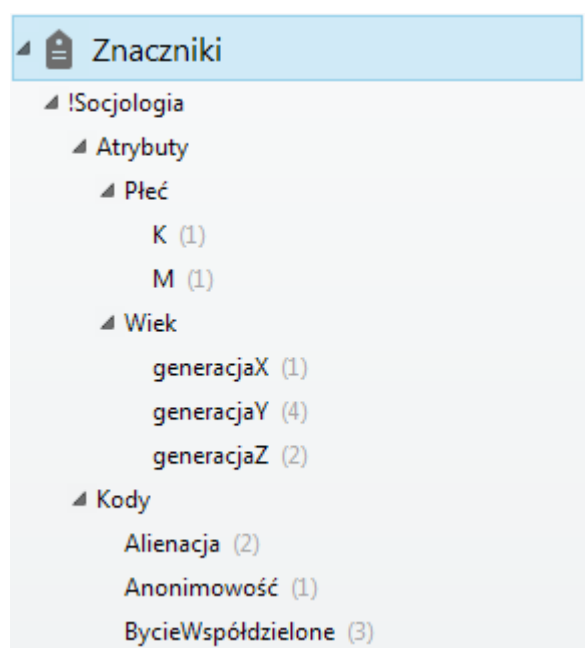 Znaczniki
!Socjologia
Atrybuty
Płeć
K (1)
M (1)
Wiek
generacjaX (1)
generacjaY (4)
generacjaZ (2)
Kody
Alienacja (2)
Anonimowość (1)
BycieWspółdzielone (3)